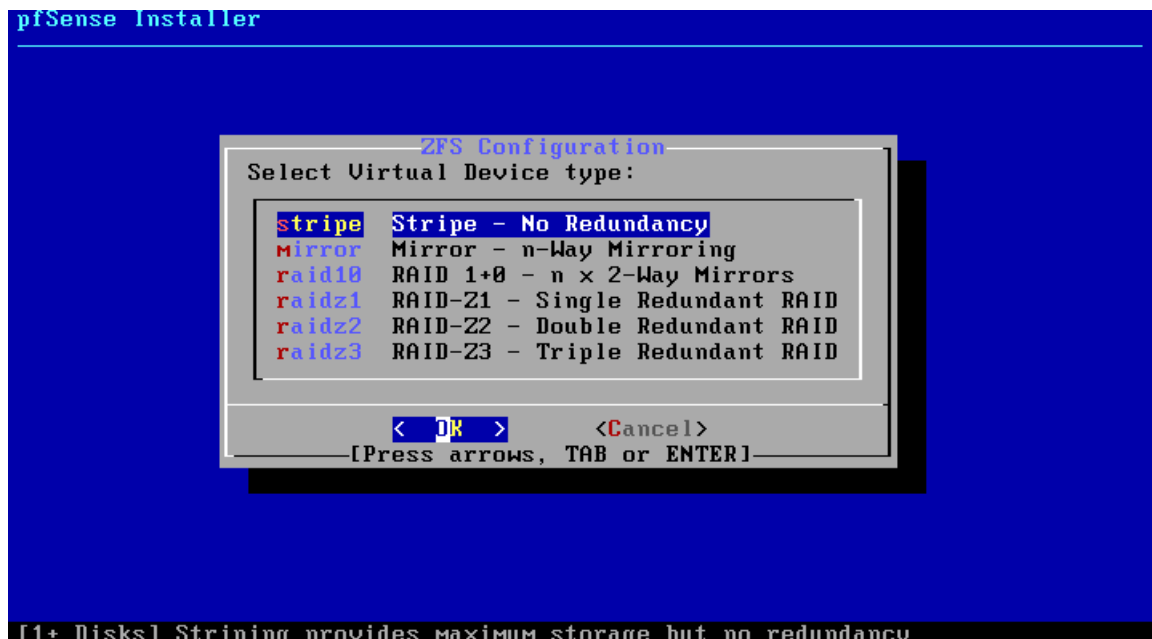 pfSense Installer
ZFS Configuration
Select Virtual Device type:
stripe Stripe - No Redundancy
mirror Mirror - n-Way Mirroring
raid10 RAID 1+0 - n x 2-Way Mirrors
raidz1 RAID-Z1 - Single Redundant RAID
raidz2 RAID-Z2 - Double Redundant RAID
raidz3 RAID-Z3 - Triple Redundant RAID
< OK > <Cancel>
[Press arrows, TAB or ENTER]
[1+ Disks] Striping provides maximum storage but no redundancy